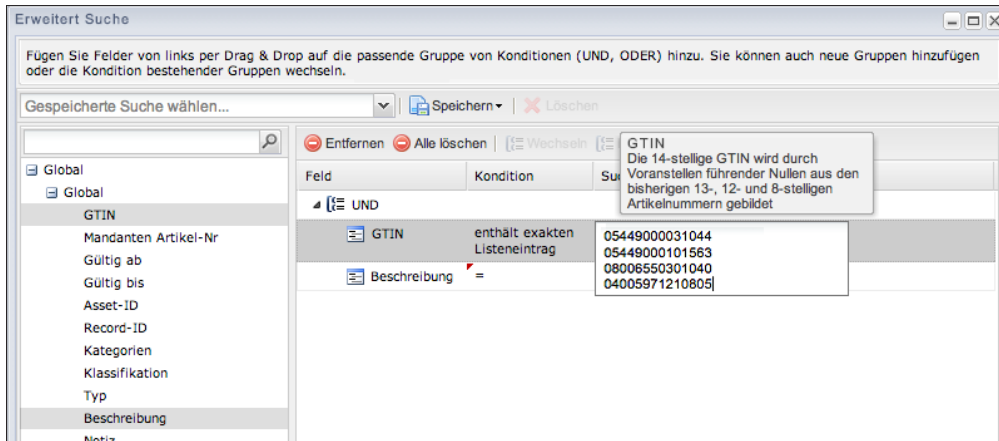 Erweitert Suche
Fügen Sie Felder von links per Drag & Drop auf die passende Gruppe von Konditionen (UND, ODER) hinzu. Sie können auch neue Gruppen hinzufügen
oder die Kondition bestehender Gruppen wechseln.
Gespeicherte Suche wählen...
Speichern
Löschen
Entfernen
Alle löschen
Wechseln
GTIN
Die 14-stellige GTIN wird durch
Voranstellen führender Nullen aus den
bisherigen 13-, 12- und 8-stelligen
Artikelnummern gebildet
Global
Global
GTIN
Mandanten Artikel-Nr
Gültig ab
Gültig bis
Asset-ID
Record-ID
Kategorien
Klassifikation
Typ
Beschreibung
Notiz
Feld
Kondition
UND
GTIN
enthält exakten
Listeneintrag
05449000031044
05449000101563
08006550301040
04005971210805
Beschreibung
=